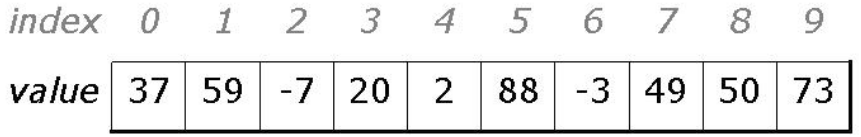 index 0 1 2 3 4 5 6 7 8 9
value 37 59 -7 20 2 88 -3 49 50 73